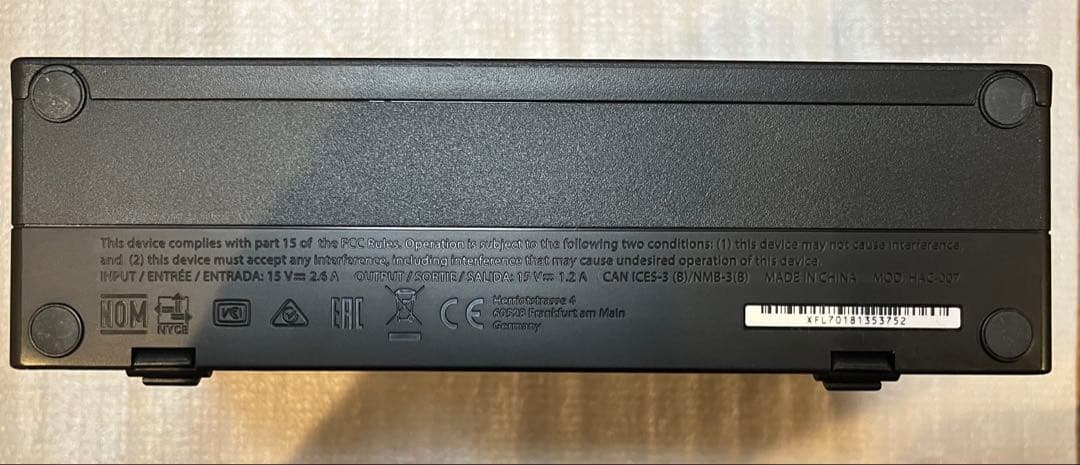 This device complies with part 15 of the FCC Rules. Operation is subject to the following two conditions: (1) this device may not cause interference
and (2) this device must accept any interference, including interference that may cause undesired operation of this device.
INPUT / ENTRÉE / ENTRADA: 15 V⎓ 2.6 A OUTPUT / SORTIE / SALIDA: 15 V⎓ 1.2 A CAN ICES-3 (B)/NMB-3(B) MADE IN CHINA MOD. HAC-007
NOM NYCE EAC CE
Herriotstrasse 4
60528 Frankfurt am Main
Germany
XFL70181353752